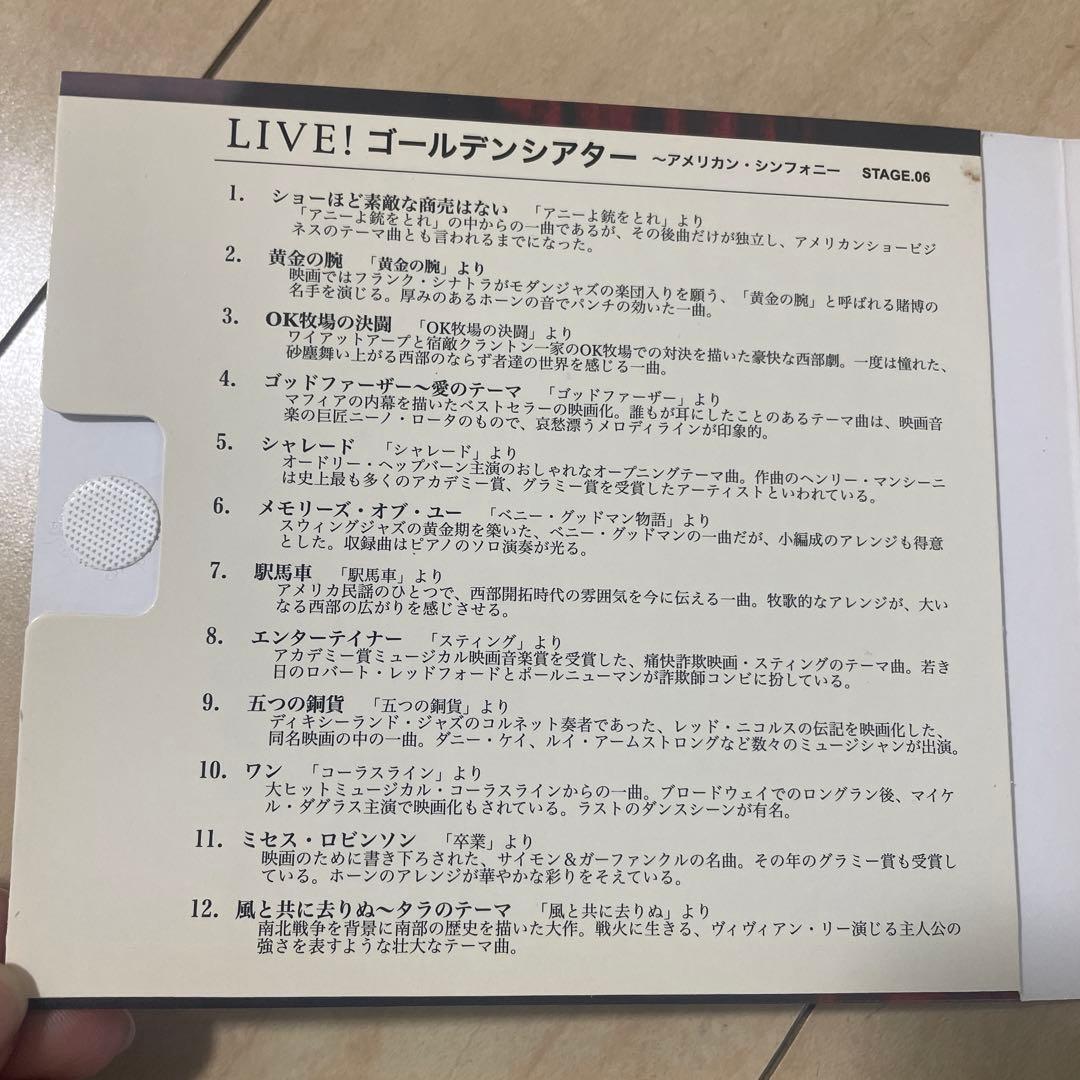 LIVE! ゴールデンシアター ～アメリカン・シンフォニー STAGE.06
1. ショーほど素敵な商売はない 「アニーよ銃をとれ」より
「アニーよ銃をとれ」の中からの一曲であるが、その後曲だけが独立し、アメリカンショービジ
ネスのテーマ曲とも言われるまでになった。
2. 黄金の腕 「黄金の腕」より
映画ではフランク・シナトラがモダンジャズの楽団入りを願う、「黄金の腕」と呼ばれる賭博の
名手を演じる。厚みのあるホーンの音でパンチの効いた一曲。
3. OK牧場の決闘 「OK牧場の決闘」より
ワイアットアープと宿敵クラントン一家のOK牧場での対決を描いた豪快な西部劇。一度は憧れた、
砂塵舞い上がる西部のならず者達の世界を感じる一曲。
4. ゴッドファーザー～愛のテーマ 「ゴッドファーザー」より
マフィアの内幕を描いたベストセラーの映画化。誰もが耳にしたことのあるテーマ曲は、映画音
楽の巨匠ニーノ・ロータのもので、哀愁漂うメロディラインが印象的。
5. シャレード 「シャレード」より
オードリー・ヘップバーン主演のおしゃれなオープニングテーマ曲。作曲のヘンリー・マンシーニ
は史上最も多くのアカデミー賞、グラミー賞を受賞したアーティストといわれている。
6. メモリーズ・オブ・ユー 「ベニー・グッドマン物語」より
スウィングジャズの黄金期を築いた、ベニー・グッドマンの一曲だが、小編成のアレンジも得意
とした。収録曲はピアノのソロ演奏が光る。
7. 駅馬車 「駅馬車」より
アメリカ民謡のひとつで、西部開拓時代の雰囲気を今に伝える一曲。牧歌的なアレンジが、大い
なる西部の広がりを感じさせる。
8. エンターテイナー 「スティング」より
アカデミー賞ミュージカル映画音楽賞を受賞した、痛快詐欺映画・スティングのテーマ曲。若き
日のロバート・レッドフォードとポールニューマンが詐欺師コンビに扮している。
9. 五つの銅貨 「五つの銅貨」より
ディキシーランド・ジャズのコルネット奏者であった、レッド・ニコルスの伝記を映画化した、
同名映画の中の一曲。ダニー・ケイ、ルイ・アームストロングなど数々のミュージシャンが出演。
10. ワン 「コーラスライン」より
大ヒットミュージカル・コーラスラインからの一曲。ブロードウェイでのロングラン後、マイケ
ル・ダグラス主演で映画化もされている。ラストのダンスシーンが有名。
11. ミセス・ロビンソン 「卒業」より
映画のために書き下ろされた、サイモン＆ガーファンクルの名曲。その年のグラミー賞も受賞し
ている。ホーンのアレンジが華やかな彩りをそえている。
12. 風と共に去りぬ～タラのテーマ 「風と共に去りぬ」より
南北戦争を背景に南部の歴史を描いた大作。戦火に生きる、ヴィヴィアン・リー演じる主人公の
強さを表すような壮大なテーマ曲。